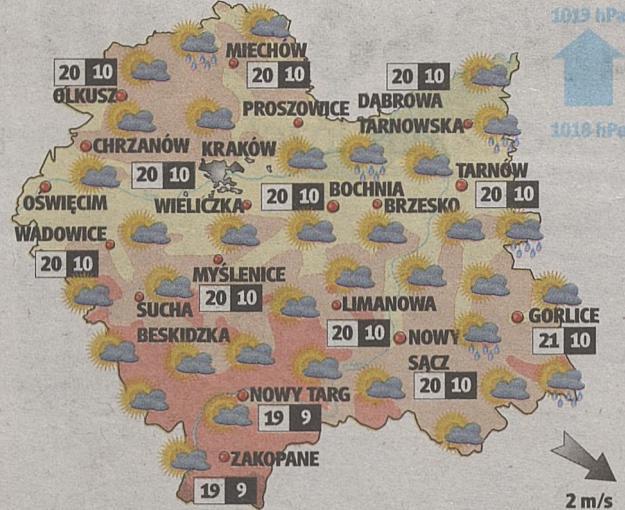 1019 hPa
MIECHÓW
20 10
20 10
20 10
OLKUSZ
PROSZOWICE
DĄBROWA
TARNOWSKA
1018 hPa
CHRZANÓW
KRAKÓW
20 10
TARNÓW
20 10
OŚWIĘCIM
WIELICZKA
20 10
BOCHNIA
BRZESKO
WADOWICE
20 10
MYŚLENICE
20 10
SUCHA
BESKIDZKA
LIMANOWA
20 10
GORLICE
21 10
NOWY
SĄCZ
20 10
NOWY TARG
19 9
ZAKOPANE
19 9
2 m/s